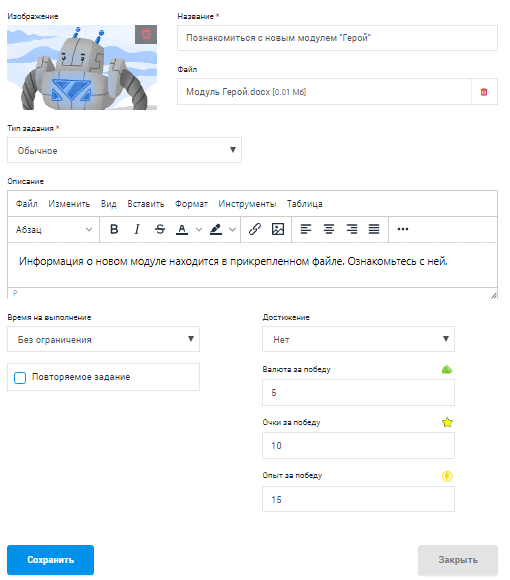 Изображение
Название *
Познакомиться с новым модулем "Герой"
Файл
Модуль Герой.docx [0.01 Мб]
Тип задания *
Обычное
Описание
Файл Изменить Вид Вставить Формат Инструменты Таблица
Абзац B I S A
Информация о новом модуле находится в прикрепленном файле. Ознакомьтесь с ней.
P
Время на выполнение
Без ограничения
Повторяемое задание
Достижение
Нет
Валюта за победу
5
Очки за победу
10
Опыт за победу
15
Сохранить
Закрыть